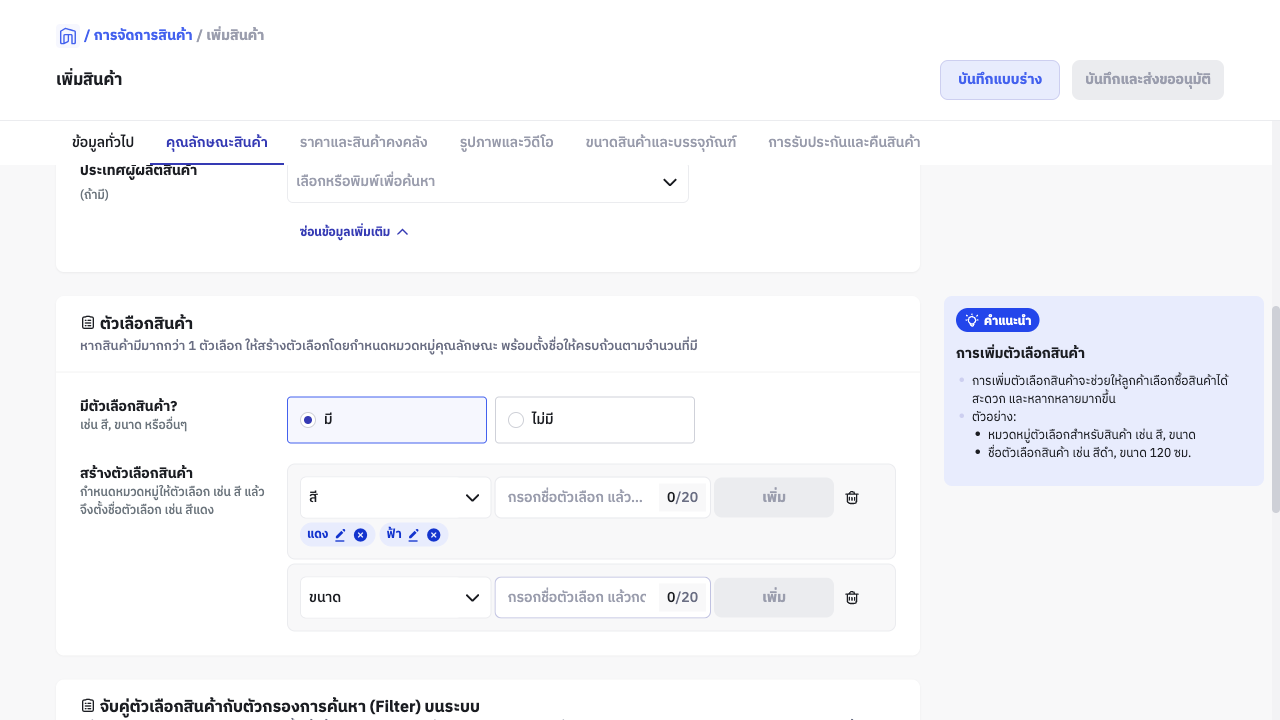 / การจัดการสินค้า / เพิ่มสินค้า
เพิ่มสินค้า
บันทึกแบบร่าง
บันทึกและส่งขออนุมัติ
ข้อมูลทั่วไป
คุณลักษณะสินค้า
ราคาและสินค้าคงคลัง
รูปภาพและวิดีโอ
ขนาดสินค้าและบรรจุภัณฑ์
การรับประกันและคืนสินค้า
ประเทศผู้ผลิตสินค้า
(ถ้ามี)
เลือกหรือพิมพ์เพื่อค้นหา
ซ่อนข้อมูลเพิ่มเติม
ตัวเลือกสินค้า
หากสินค้ามีมากกว่า 1 ตัวเลือก ให้สร้างตัวเลือกโดยกำหนดหมวดหมู่คุณลักษณะ พร้อมตั้งชื่อให้ครบถ้วนตามจำนวนที่มี
มีตัวเลือกสินค้า?
เช่น สี, ขนาด หรืออื่นๆ
มี
ไม่มี
สร้างตัวเลือกสินค้า
กำหนดหมวดหมู่ให้ตัวเลือก เช่น สี แล้ว
จึงตั้งชื่อตัวเลือก เช่น สีแดง
สี
กรอกชื่อตัวเลือก แล้ว...
0/20
เพิ่ม
แดง
ฟ้า
ขนาด
กรอกชื่อตัวเลือก แล้วกด
0/20
เพิ่ม
จับคู่ตัวเลือกสินค้ากับตัวกรองการค้นหา (Filter) บนระบบ
คำแนะนำ
การเพิ่มตัวเลือกสินค้า
การเพิ่มตัวเลือกสินค้าจะช่วยให้ลูกค้าเลือกซื้อสินค้าได้
สะดวก และหลากหลายมากขึ้น
ตัวอย่าง:
หมวดหมู่ตัวเลือกสำหรับสินค้า เช่น สี, ขนาด
ชื่อตัวเลือกสินค้า เช่น สีดำ, ขนาด 120 ซม.